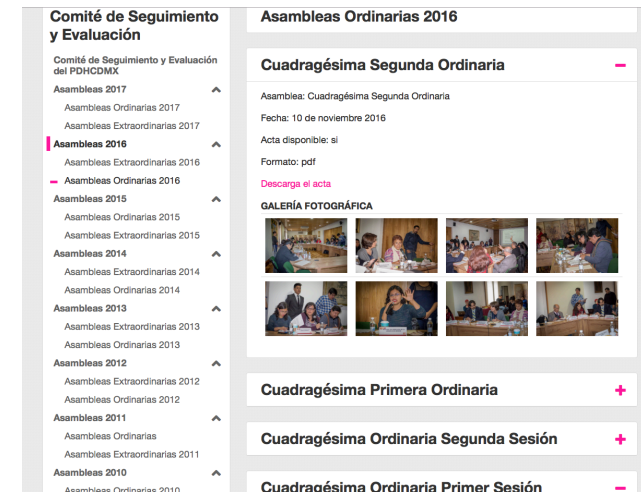 Comité de Seguimiento
y Evaluación
Comité de Seguimiento y Evaluación
del PDHCDMX
Asambleas 2017
Asambleas Ordinarias 2017
Asambleas Extraordinarias 2017
Asambleas 2016
Asambleas Extraordinarias 2016
Asambleas Ordinarias 2016
Asambleas 2015
Asambleas Ordinarias 2015
Asambleas Extraordinarias 2015
Asambleas 2014
Asambleas Extraordinarias 2014
Asambleas Ordinarias 2014
Asambleas 2013
Asambleas Extraordinarias 2013
Asambleas Ordinarias 2013
Asambleas 2012
Asambleas Extraordinarias 2012
Asambleas Ordinarias 2012
Asambleas 2011
Asambleas Ordinarias
Asambleas Extraordinarias 2011
Asambleas 2010
Asambleas Ordinarias 2010
Asambleas Ordinarias 2016
Cuadragésima Segunda Ordinaria
Asamblea: Cuadragésima Segunda Ordinaria
Fecha: 10 de noviembre 2016
Acta disponible: si
Formato: pdf
Descarga el acta
GALERÍA FOTOGRÁFICA
Cuadragésima Primera Ordinaria
Cuadragésima Ordinaria Segunda Sesión
Cuadragésima Ordinaria Primer Sesión